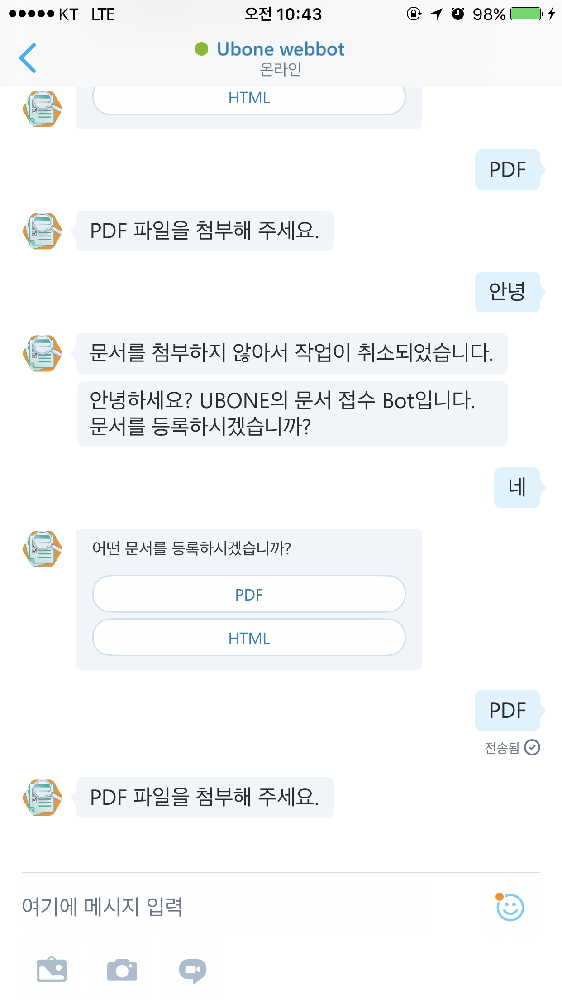 KT LTE 오전 10:43 98%
Ubone webbot
온라인
HTML
PDF
PDF 파일을 첨부해 주세요.
안녕
문서를 첨부하지 않아서 작업이 취소되었습니다.
안녕하세요? UBONE의 문서 접수 Bot입니다.
문서를 등록하시겠습니까?
네
어떤 문서를 등록하시겠습니까?
PDF
HTML
PDF
전송됨
PDF 파일을 첨부해 주세요.
여기에 메시지 입력